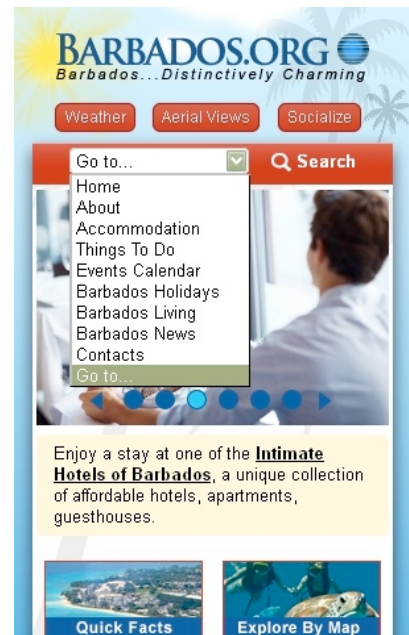 BARBADOS.ORG
Barbados...Distinctively Charming
Weather Aerial Views Socialize
Go to... Search
Home
About
Accommodation
Things To Do
Events Calendar
Barbados Holidays
Barbados Living
Barbados News
Contacts
Go to...
Enjoy a stay at one of the Intimate
Hotels of Barbados, a unique collection
of affordable hotels, apartments,
guesthouses.
Quick Facts Explore By Map